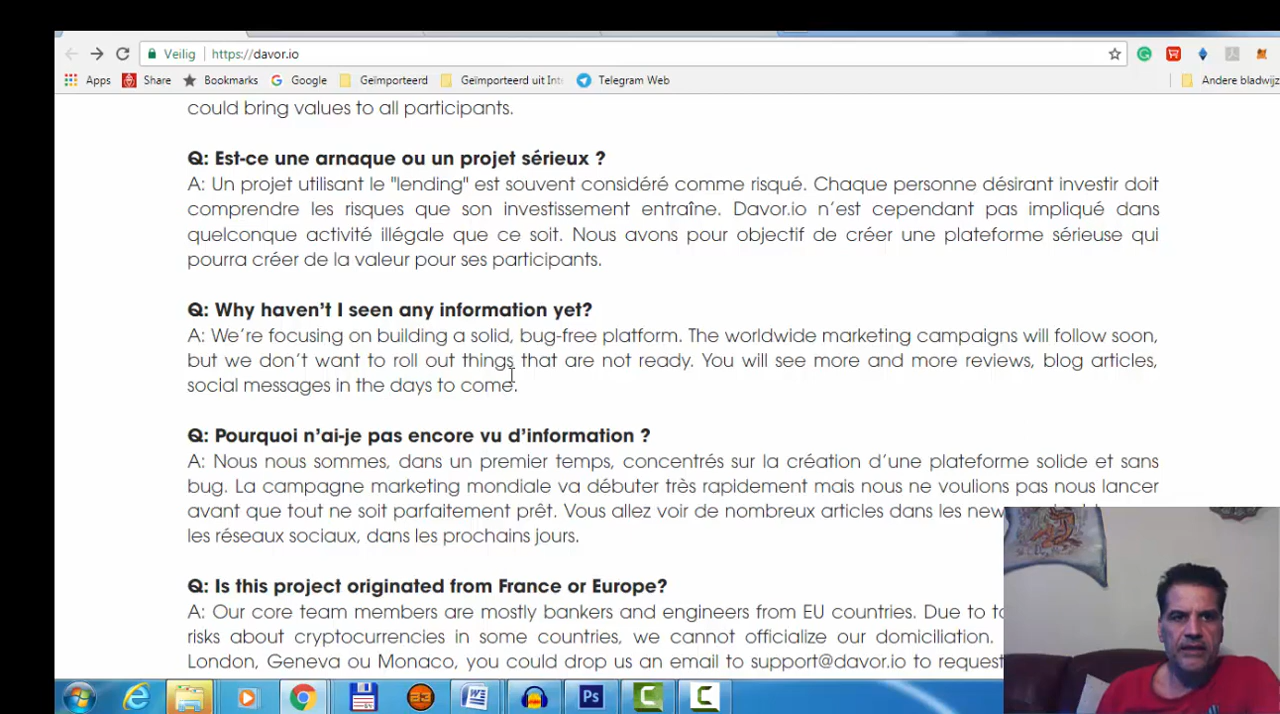 Veilig https://davor.io
Apps Share Bookmarks Google Geïmporteerd Geïmporteerd uit Telegram Web Andere bladwijz
could bring values to all participants.
Q: Est-ce une arnaque ou un projet sérieux ?
A: Un projet utilisant le "lending" est souvent considéré comme risqué. Chaque personne désirant investir doit
comprendre les risques que son investissement entraîne. Davor.io n´est cependant pas impliqué dans
quelconque activité illégale que ce soit. Nous avons pour objectif de créer une plateforme sérieuse qui
pourra créer de la valeur pour ses participants.
Q: Why haven't I seen any information yet?
A: We're focusing on building a solid, bug-free platform. The worldwide marketing campaigns will follow soon,
but we don't want to roll out things that are not ready. You will see more and more reviews, blog articles,
social messages in the days to come.
Q: Pourquoi n'ai-je pas encore vu d'information ?
A: Nous nous sommes, dans un premier temps, concentrés sur la création d'une plateforme solide et sans
bug. La campagne marketing mondiale va débuter très rapidement mais nous ne voulions pas nous lancer
avant que tout ne soit parfaitement prêt. Vous allez voir de nombreux articles dans les
les réseaux sociaux, dans les prochains jours.
Q: Is this project originated from France or Europe?
A: Our core team members are mostly bankers and engineers from EU countries. Due to
risks about cryptocurrencies in some countries, we cannot officialize our domiciliation.
London, Geneva ou Monaco, you could drop us an email to support@davor.io to request